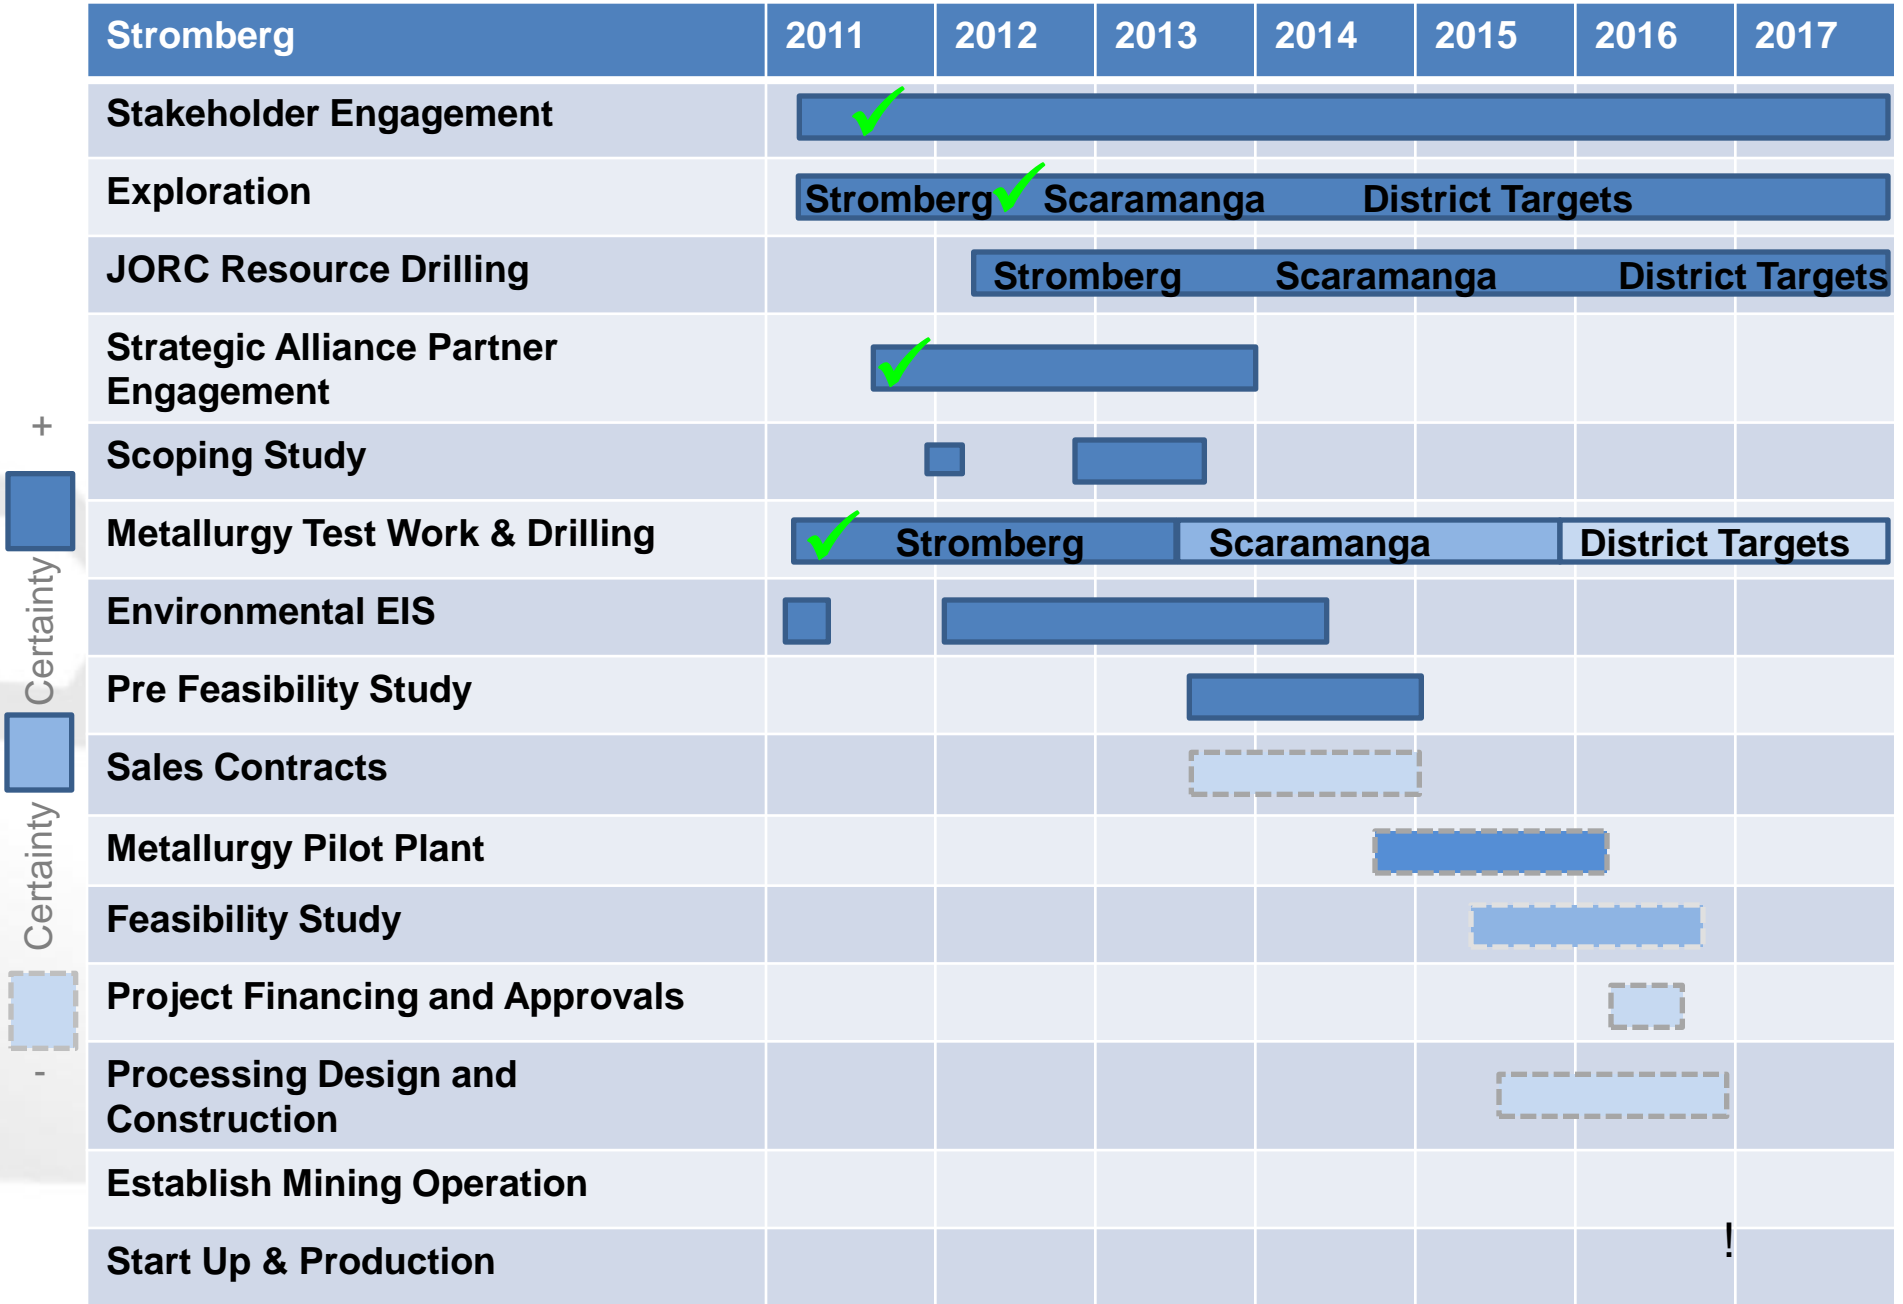 Stromberg 2011 2012 2013 2014 2015 2016 2017
Stakeholder Engagement
Exploration Stromberg Scaramanga District Targets
JORC Resource Drilling Stromberg Scaramanga District Targets
Strategic Alliance Partner
Engagement
Scoping Study
Metallurgy Test Work & Drilling Stromberg Scaramanga District Targets
Environmental EIS
Pre Feasibility Study
Sales Contracts
Metallurgy Pilot Plant
Feasibility Study
Project Financing and Approvals
Processing Design and
Construction
Establish Mining Operation
Start Up & Production !
+
Certainty
Certainty
-